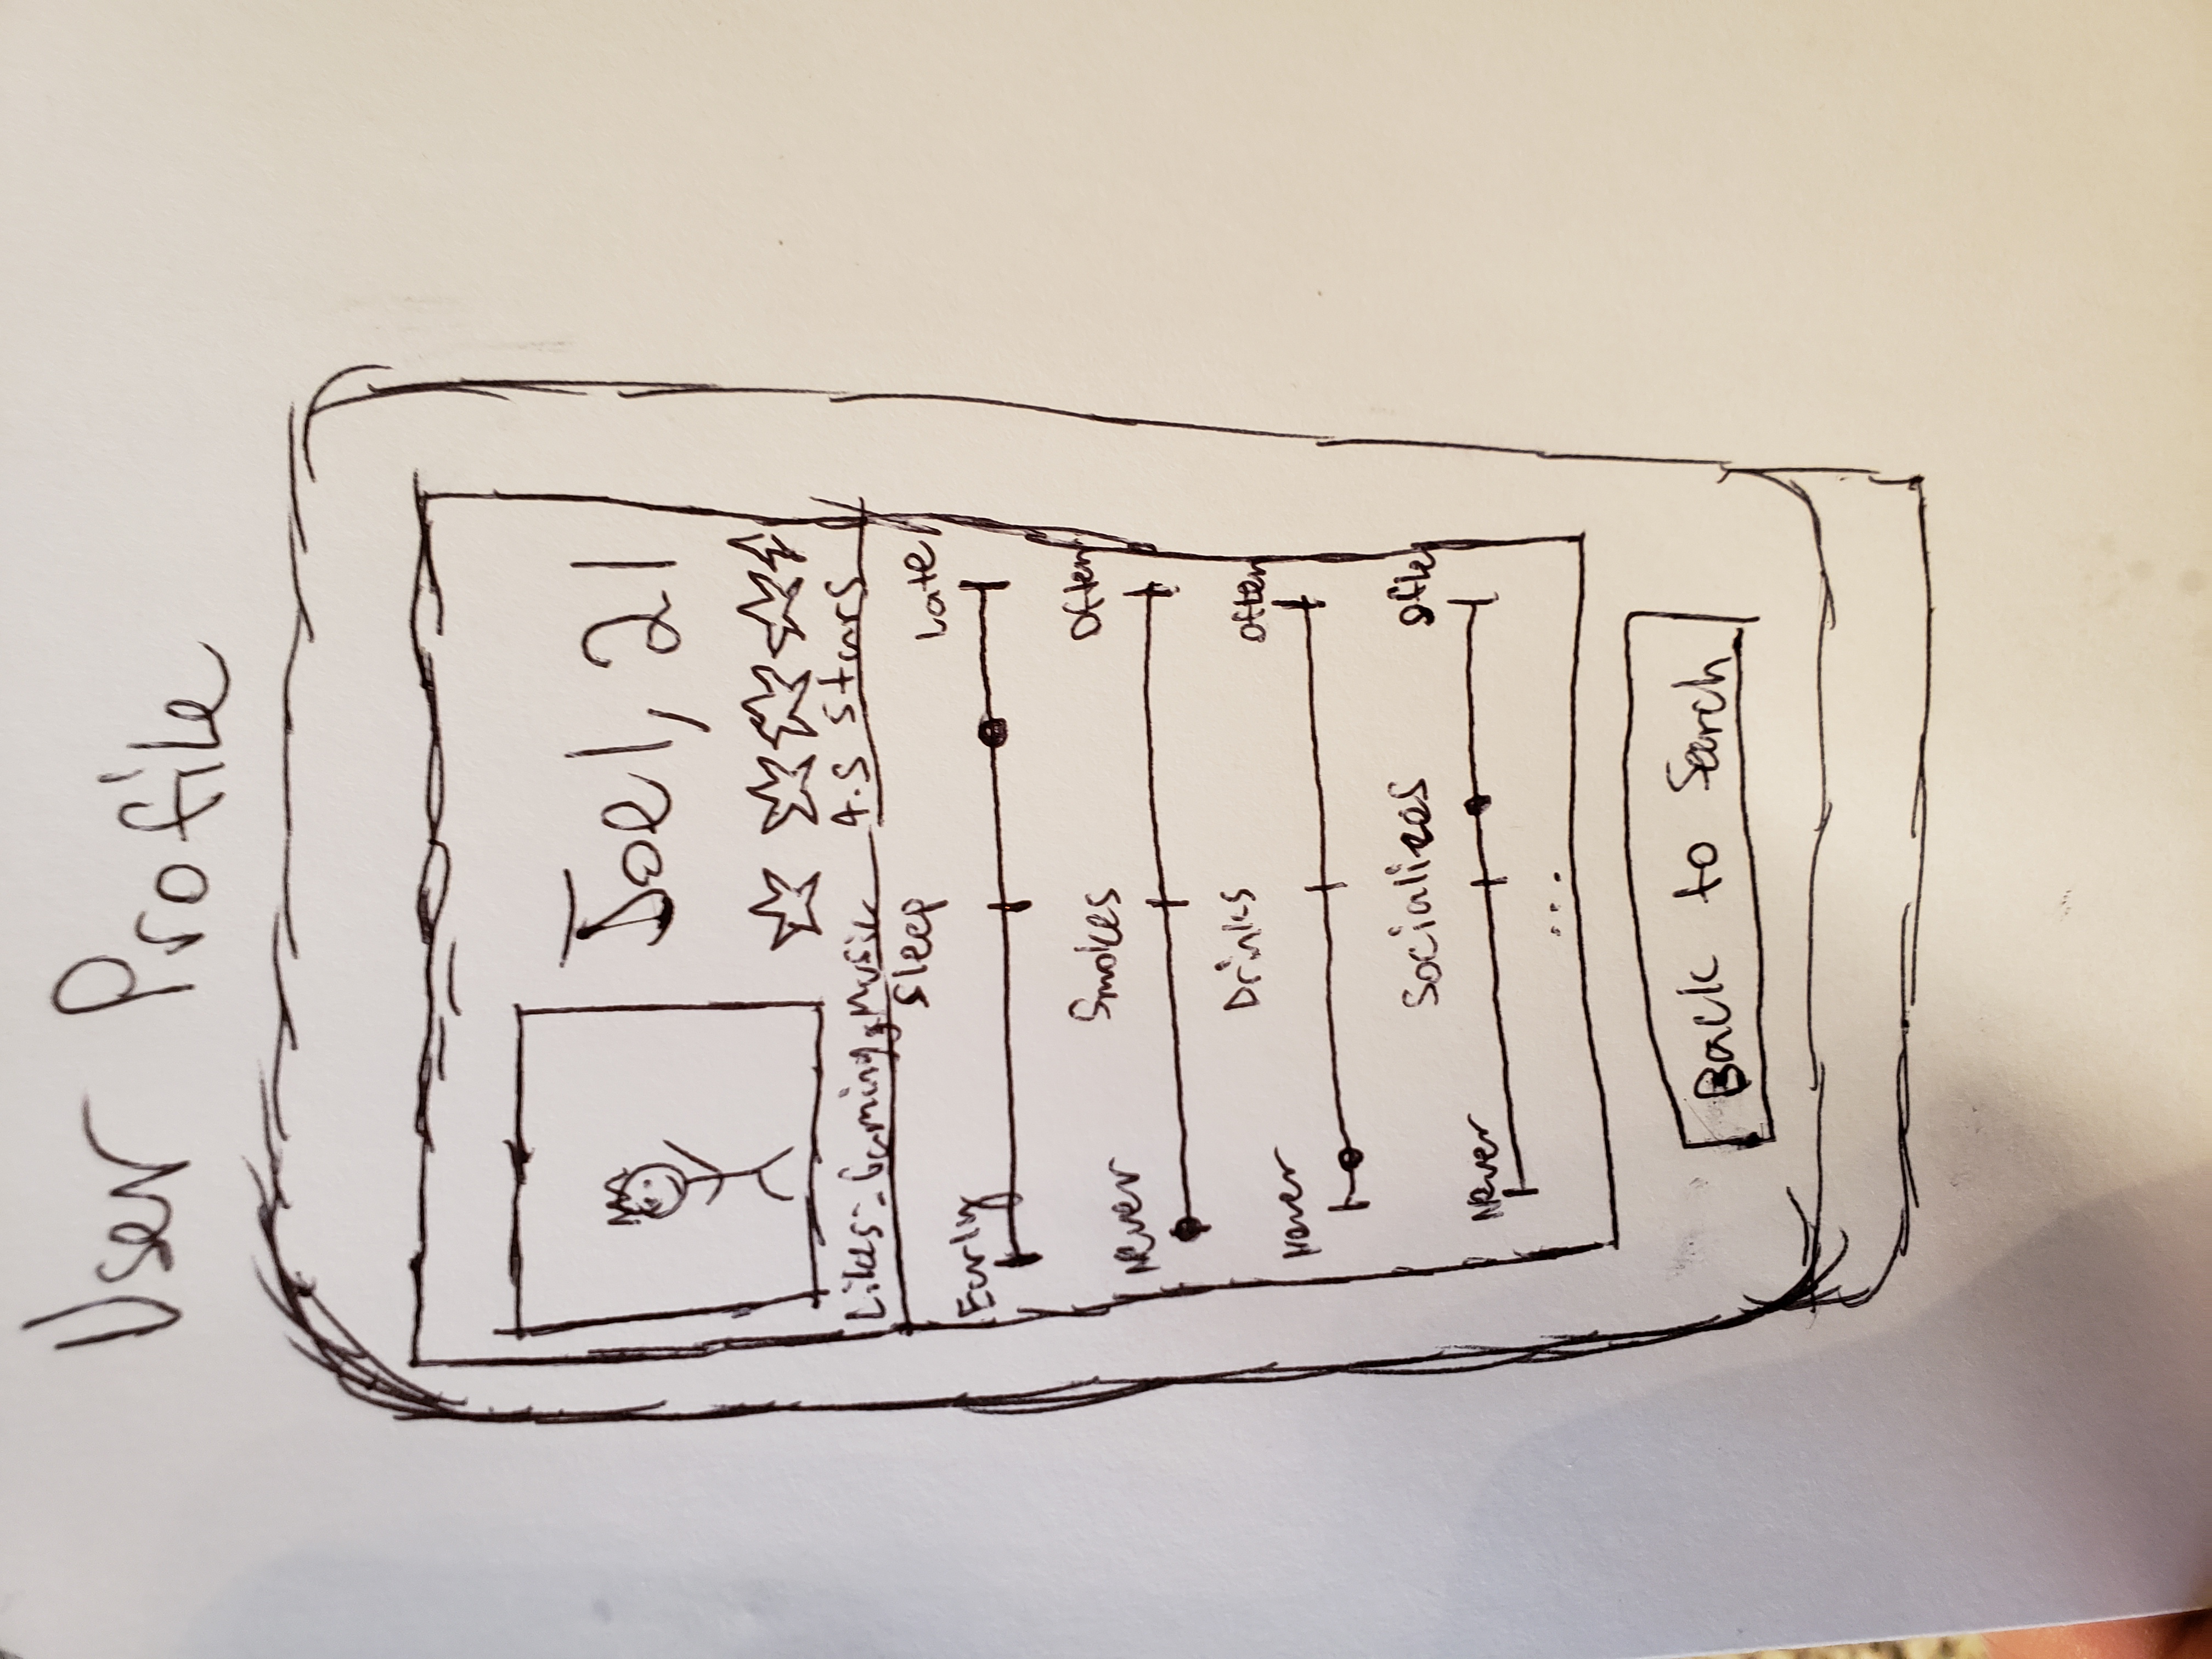 User Profile
Joel, 21
4.5 Stars
Likes: Gaming, Music
Sleep
Early Late
Smokes
Never Often
Drinks
Never Often
Socializes
Never Ofte
...
Back to Search